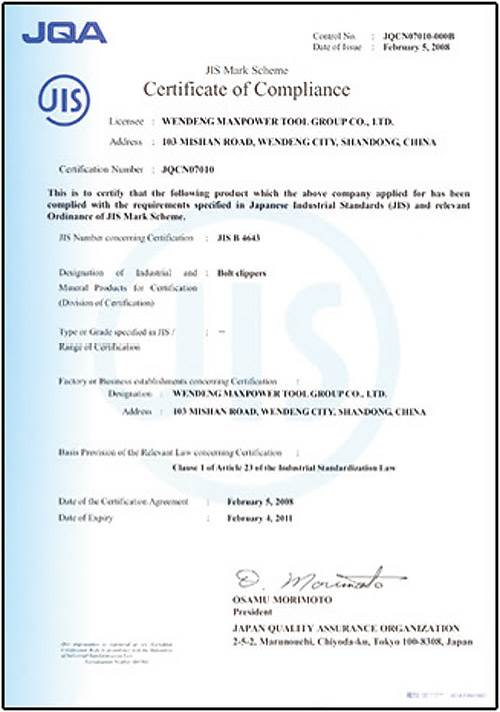 JQA
Control No. : JQCN07010-000B
Date of Issue : February 5, 2008
JIS Mark Scheme
JIS
Certificate of Compliance
Licensee : WENDENG MAXPOWER TOOL GROUP CO., LTD.
Address : 103 MISHAN ROAD, WENDENG CITY, SHANDONG, CHINA
Certification Number : JQCN07010
This is to certify that the following product which the above company applied for has been
complied with the requirements specified in Japanese Industrial Standards (JIS) and relevant
Ordinance of JIS Mark Scheme.
JIS Number concerning Certification : JIS B 4643
Designation of Industrial and : Bolt clippers
Mineral Products for Certification
(Division of Certification)
Type or Grade specified in JIS / : —
Range of Certification
JIS
Factory or Business establishments concerning Certification :
Designation : WENDENG MAXPOWER TOOL GROUP CO., LTD.
Address : 103 MISHAN ROAD, WENDENG CITY, SHANDONG, CHINA
Basis Provision of the Relevant Law concerning Certification :
Clause 1 of Article 23 of the Industrial Standardization Law
Date of the Certification Agreement : February 5, 2008
Date of Expiry : February 4, 2011
O. Morimoto
OSAMU MORIMOTO
President
JAPAN QUALITY ASSURANCE ORGANIZATION
2-5-2, Marunouchi, Chiyoda-ku, Tokyo 100-8308, Japan